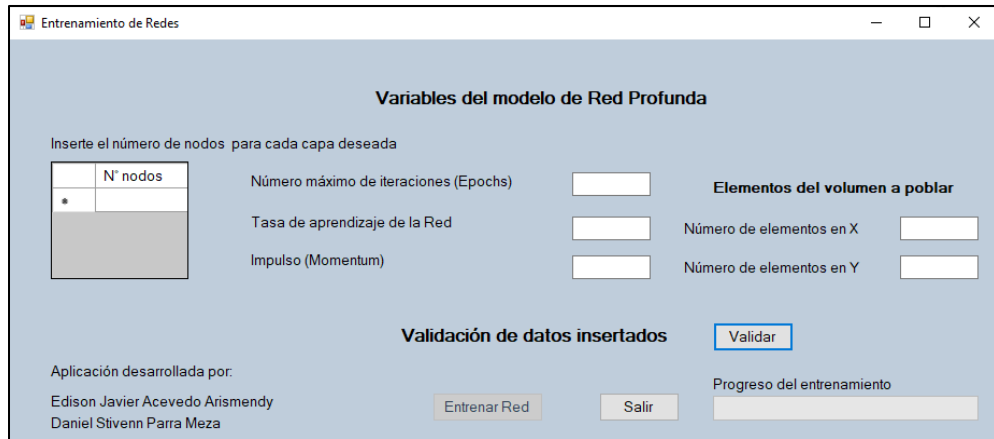 Entrenamiento de Redes
Variables del modelo de Red Profunda
Inserte el número de nodos para cada capa deseada
N° nodos
*
Número máximo de iteraciones (Epochs)
Tasa de aprendizaje de la Red
Impulso (Momentum)
Elementos del volumen a poblar
Número de elementos en X
Número de elementos en Y
Validación de datos insertados
Validar
Aplicación desarrollada por:
Edison Javier Acevedo Arismendy
Daniel Stivenn Parra Meza
Entrenar Red
Salir
Progreso del entrenamiento